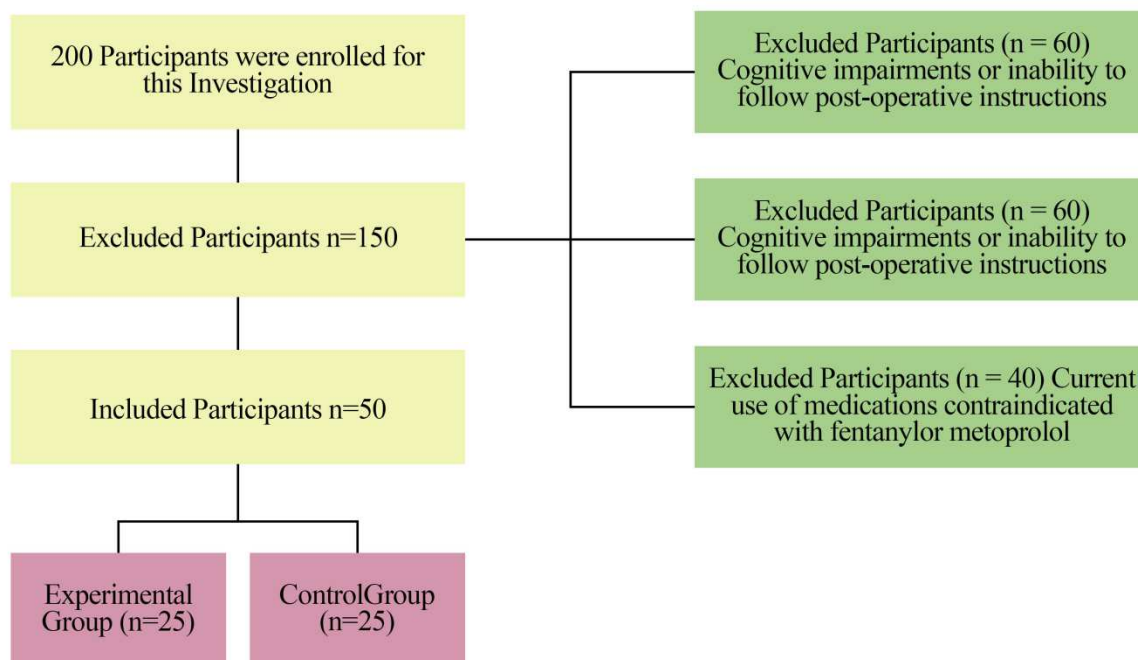 200 Participants were enrolled for
this Investigation
Excluded Participants n=150
Included Participants n=50
Experimental
Group (n=25)
ControlGroup
(n=25)
Excluded Participants (n = 60)
Cognitive impairments or inability to
follow post-operative instructions
Excluded Participants (n = 60)
Cognitive impairments or inability to
follow post-operative instructions
Excluded Participants (n = 40) Current
use of medications contraindicated
with fentanylor metoprolol